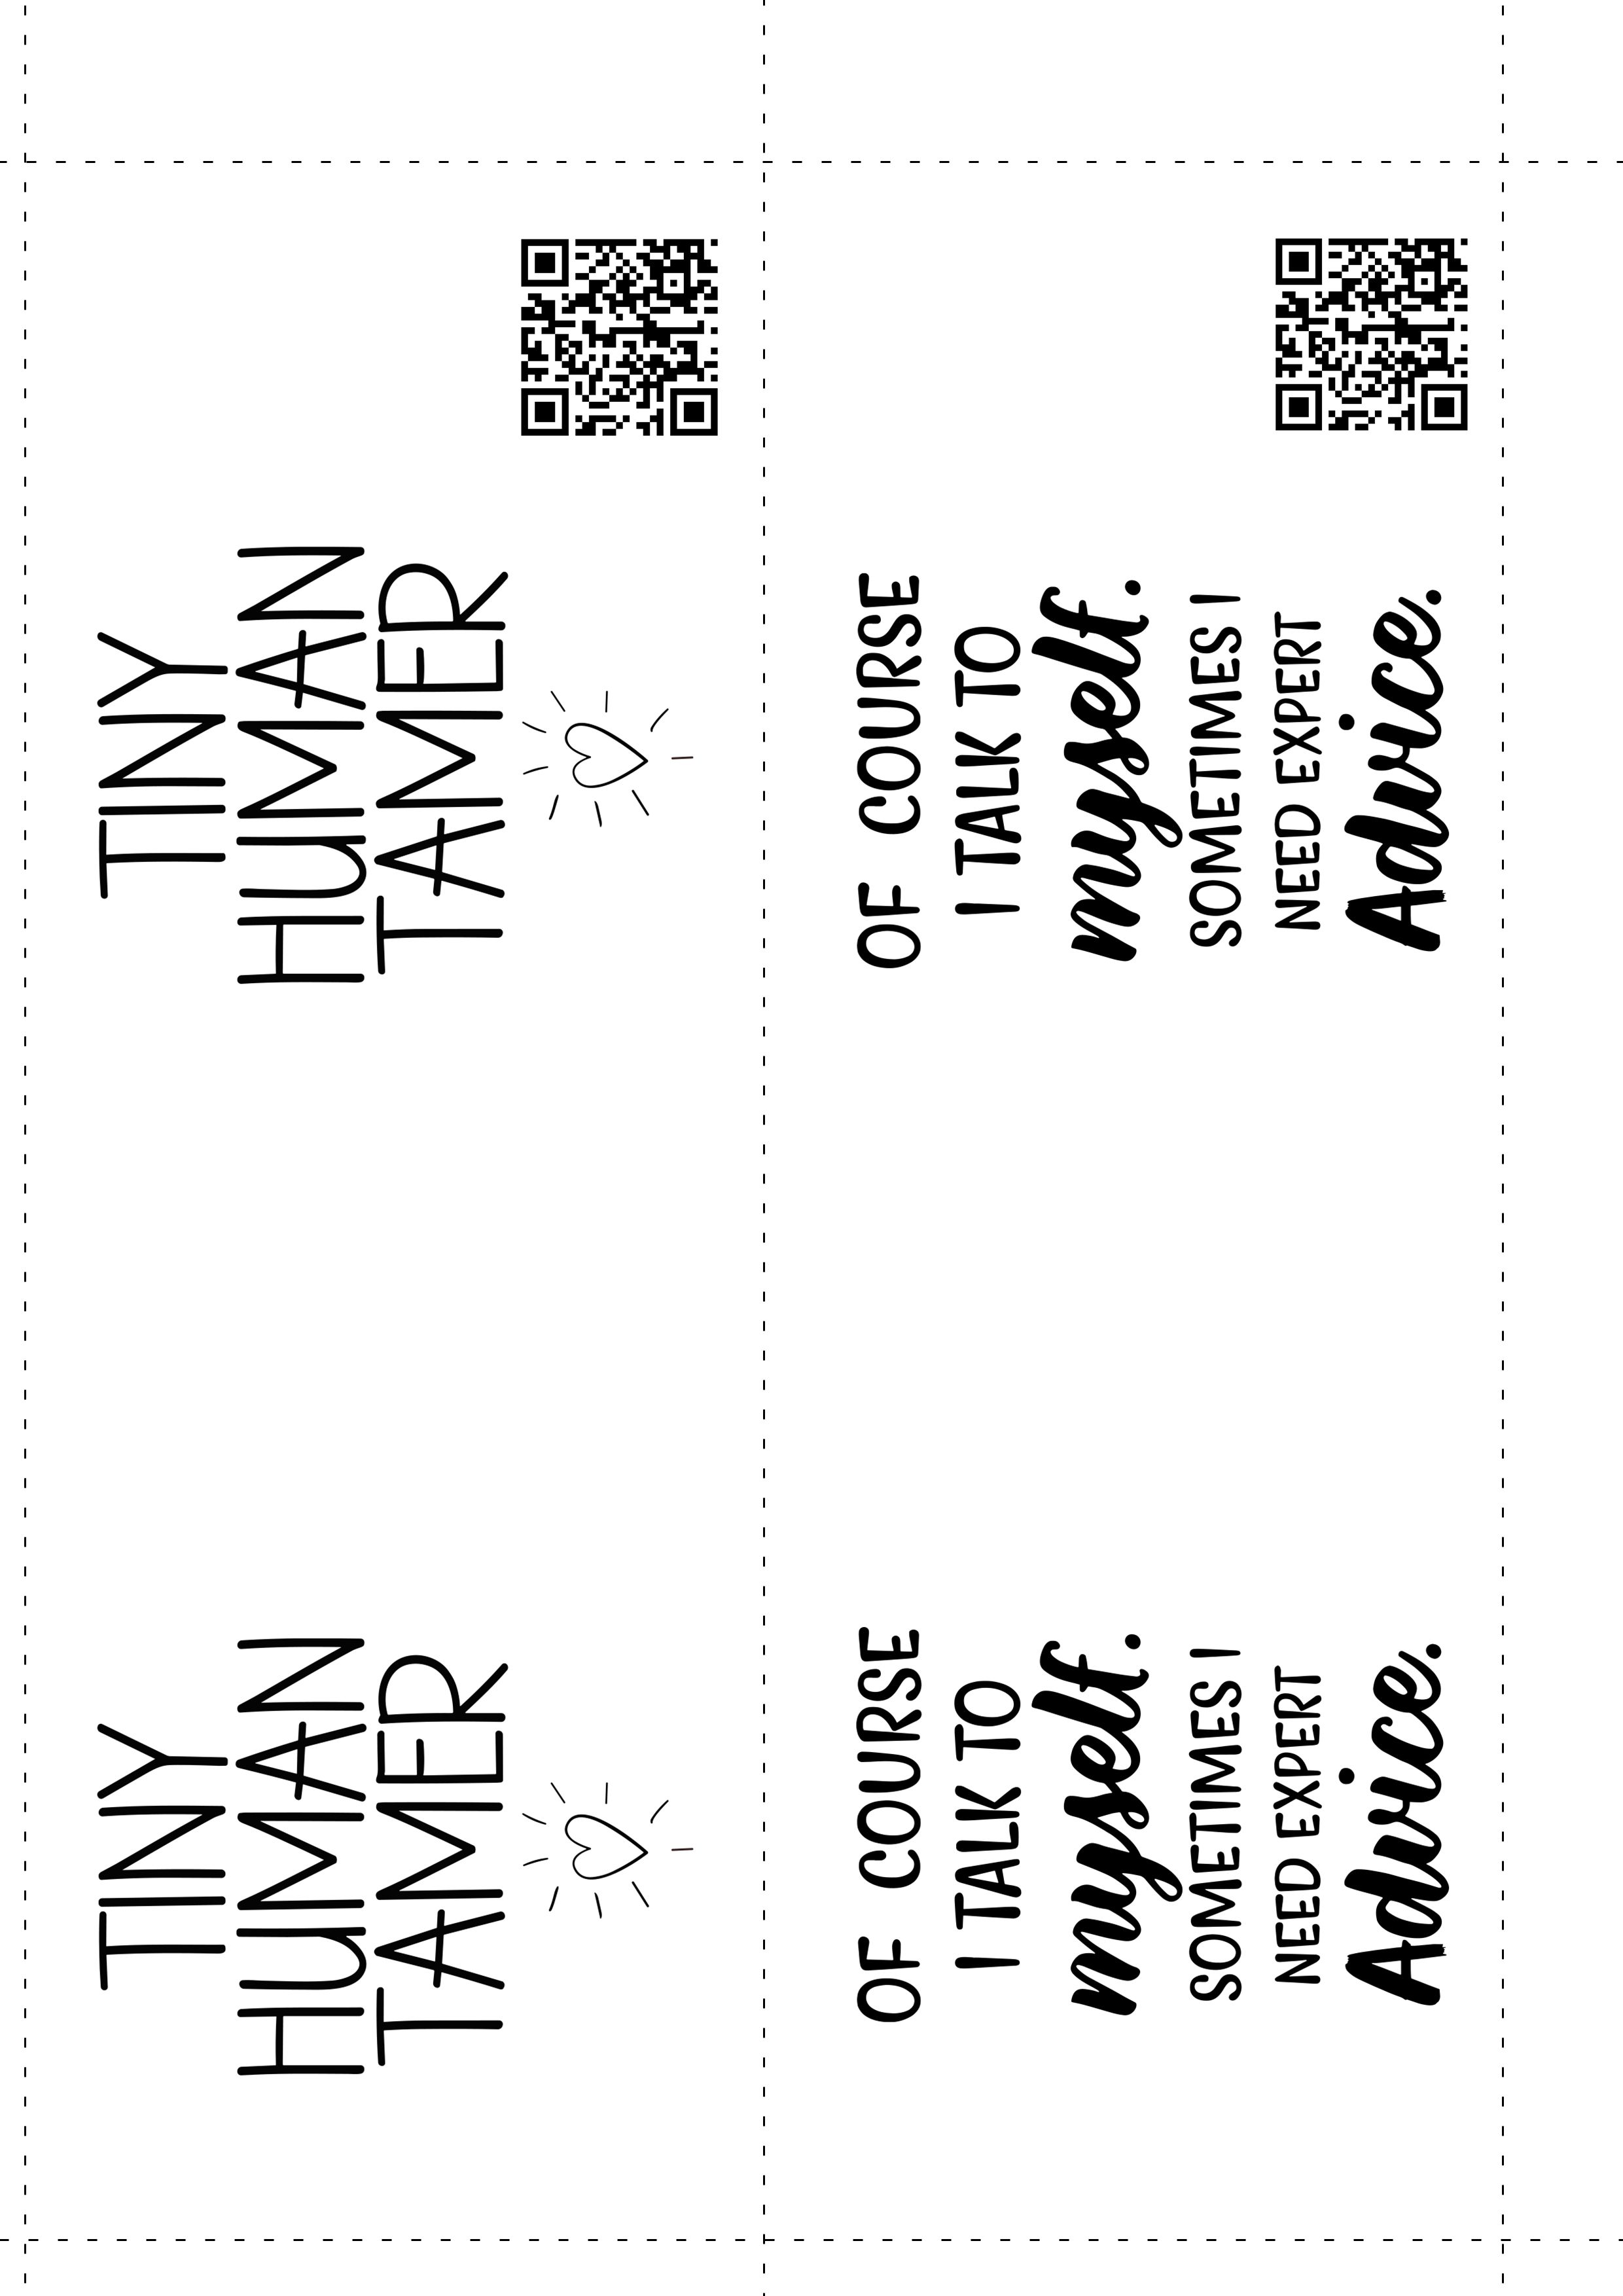 TINY
HUMAN
TAMER
TINY
HUMAN
TAMER
OF COURSE
I TALK TO
myself.
SOMETIMES I
NEED EXPERT
Advice.
OF COURSE
I TALK TO
myself.
SOMETIMES I
NEED EXPERT
Advice.